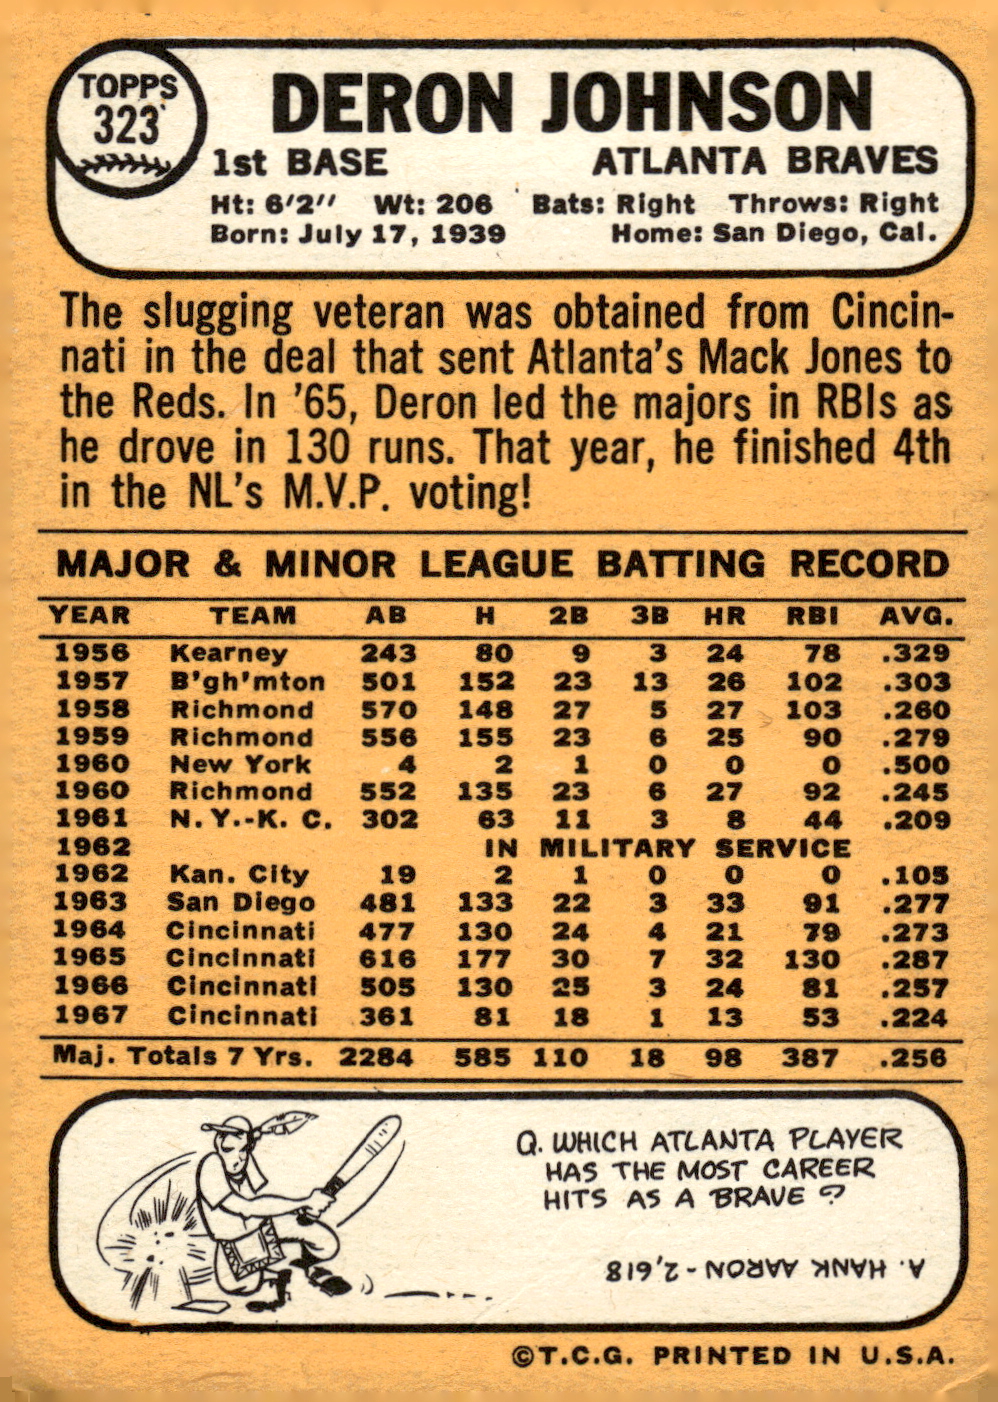 TOPPS
323
DERON JOHNSON
1st BASE ATLANTA BRAVES
Ht: 6'2" Wt: 206 Bats: Right Throws: Right
Born: July 17, 1939 Home: San Diego, Cal.
The slugging veteran was obtained from Cincin-
nati in the deal that sent Atlanta's Mack Jones to
the Reds. In '65, Deron led the majors in RBIs as
he drove in 130 runs. That year, he finished 4th
in the NL's M.V.P. voting!
MAJOR & MINOR LEAGUE BATTING RECORD
YEAR TEAM AB H 2B 3B HR RBI AVG.
1956 Kearney 243 80 9 3 24 78 .329
1957 B'gh'mton 501 152 23 13 26 102 .303
1958 Richmond 570 148 27 5 27 103 .260
1959 Richmond 556 155 23 6 25 90 .279
1960 New York 4 2 1 0 0 0 .500
1960 Richmond 552 135 23 6 27 92 .245
1961 N.Y.-K.C. 302 63 11 3 8 44 .209
1962 IN MILITARY SERVICE
1962 Kan. City 19 2 1 0 0 0 .105
1963 San Diego 481 133 22 3 33 91 .277
1964 Cincinnati 477 130 24 4 21 79 .273
1965 Cincinnati 616 177 30 7 32 130 .287
1966 Cincinnati 505 130 25 3 24 81 .257
1967 Cincinnati 361 81 18 1 13 53 .224
Maj. Totals 7 Yrs. 2284 585 110 18 98 387 .256
Q. WHICH ATLANTA PLAYER
HAS THE MOST CAREER
HITS AS A BRAVE?
A. HANK AARON - 2,618
©T.C.G. PRINTED IN U.S.A.